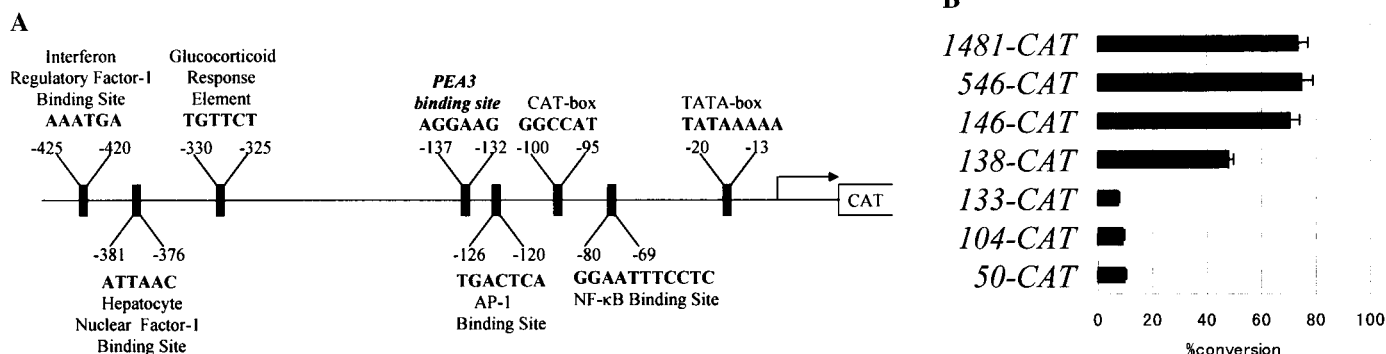 A
Interferon
Regulatory Factor-1
Binding Site
AAATGA
-425 -420
Glucocorticoid
Response
Element
TGTTCT
-330 -325
PEA3
binding site
AGGAAG
-137 -132
CAT-box
GGCCAT
-100 -95
TATA-box
TATAAAAA
-20 -13
CAT
-381 -376
ATTAAC
Hepatocyte
Nuclear Factor-1
Binding Site
-126 -120
TGACTCA
AP-1
Binding Site
-80 -69
GGAATTTCCTC
NF-κB Binding Site
B
1481-CAT
546-CAT
146-CAT
138-CAT
133-CAT
104-CAT
50-CAT
0 20 40 60 80 100
%conversion